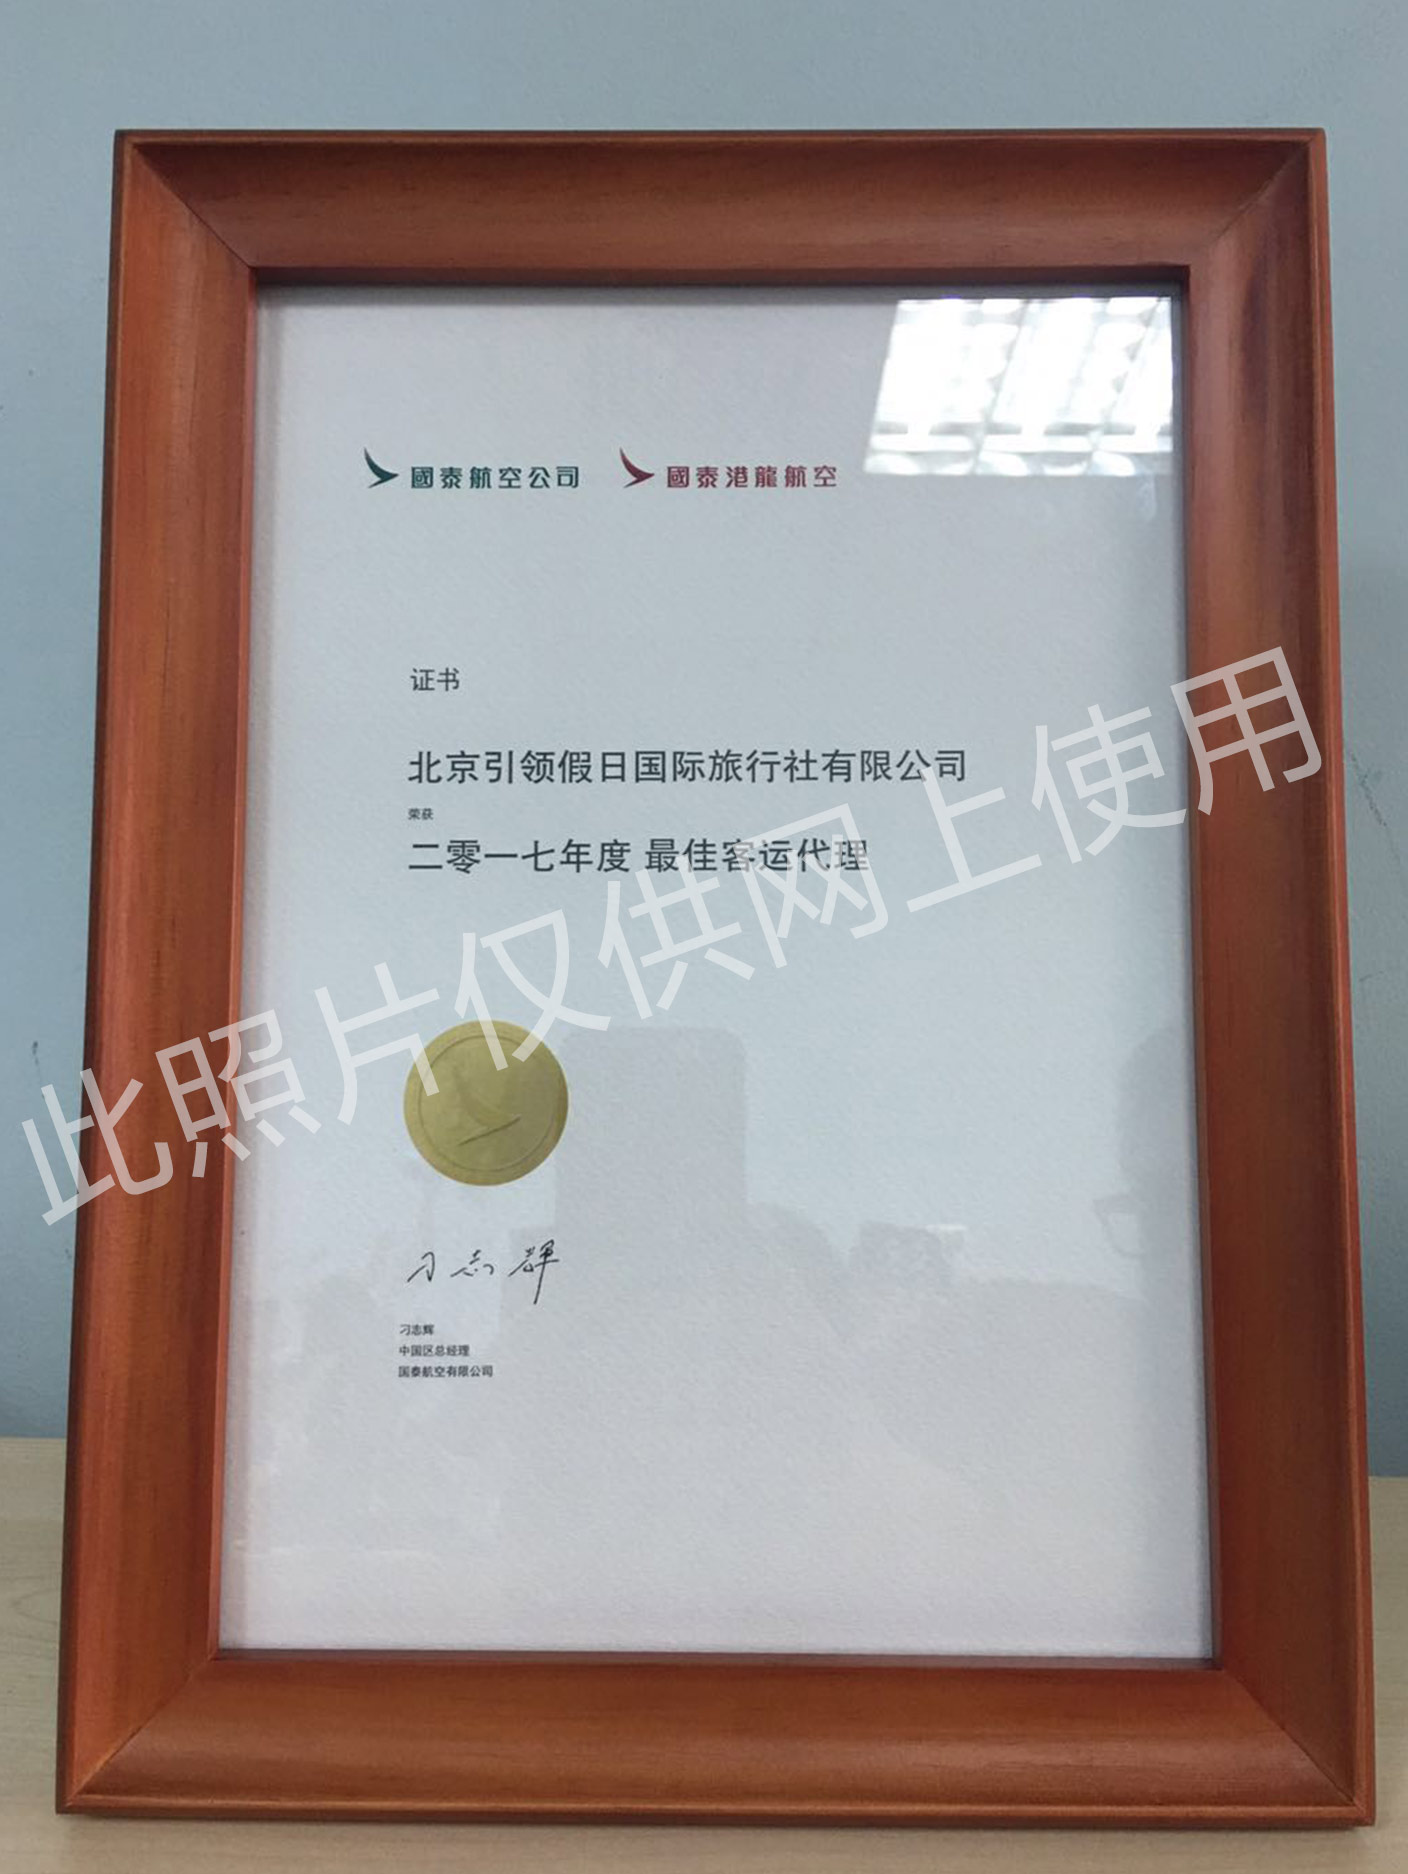 國泰航空公司 國泰港龍航空
证书
北京引领假日国际旅行社有限公司
荣获
二零一七年度 最佳客运代理
此照片仅供网上使用
刁志辉
刁志辉
中国区总经理
国泰航空有限公司